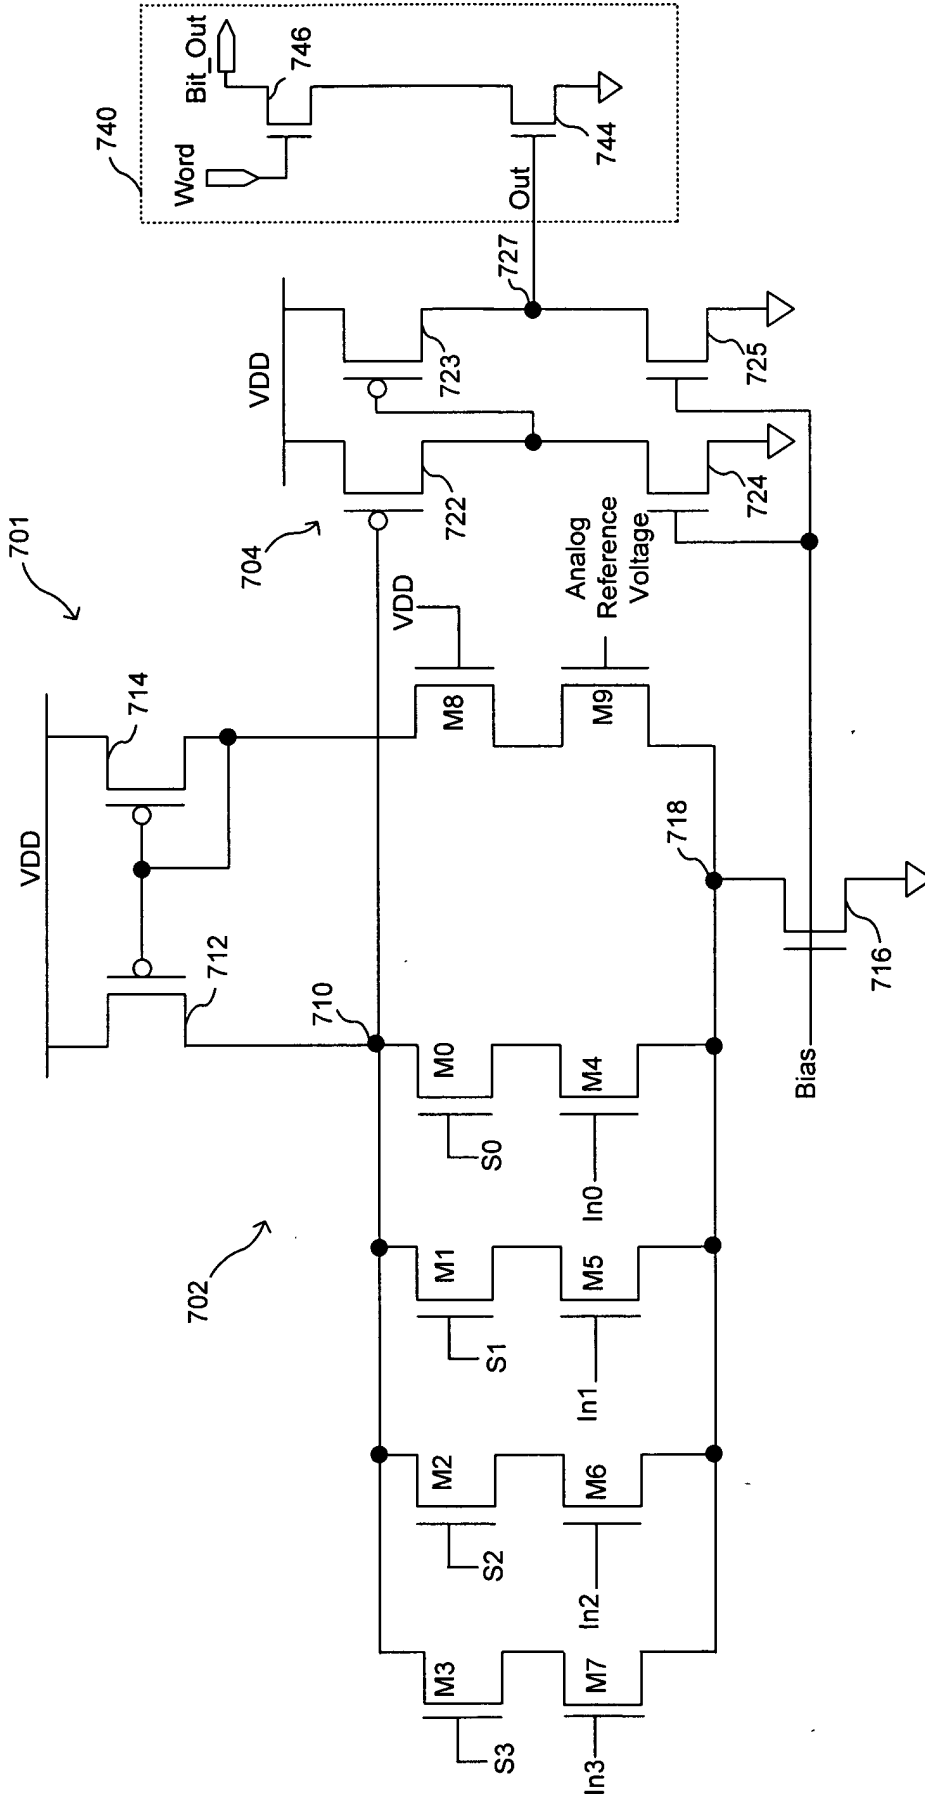 701
702
VDD
712
714
710
S3
M3
S2
M2
S1
M1
S0
M0
M8
VDD
In3
M7
In2
M6
In1
M5
In0
M4
M9
Analog
Reference
Voltage
718
Bias
716
704
VDD
722
723
724
725
727
740
Word
Bit_Out
746
Out
744